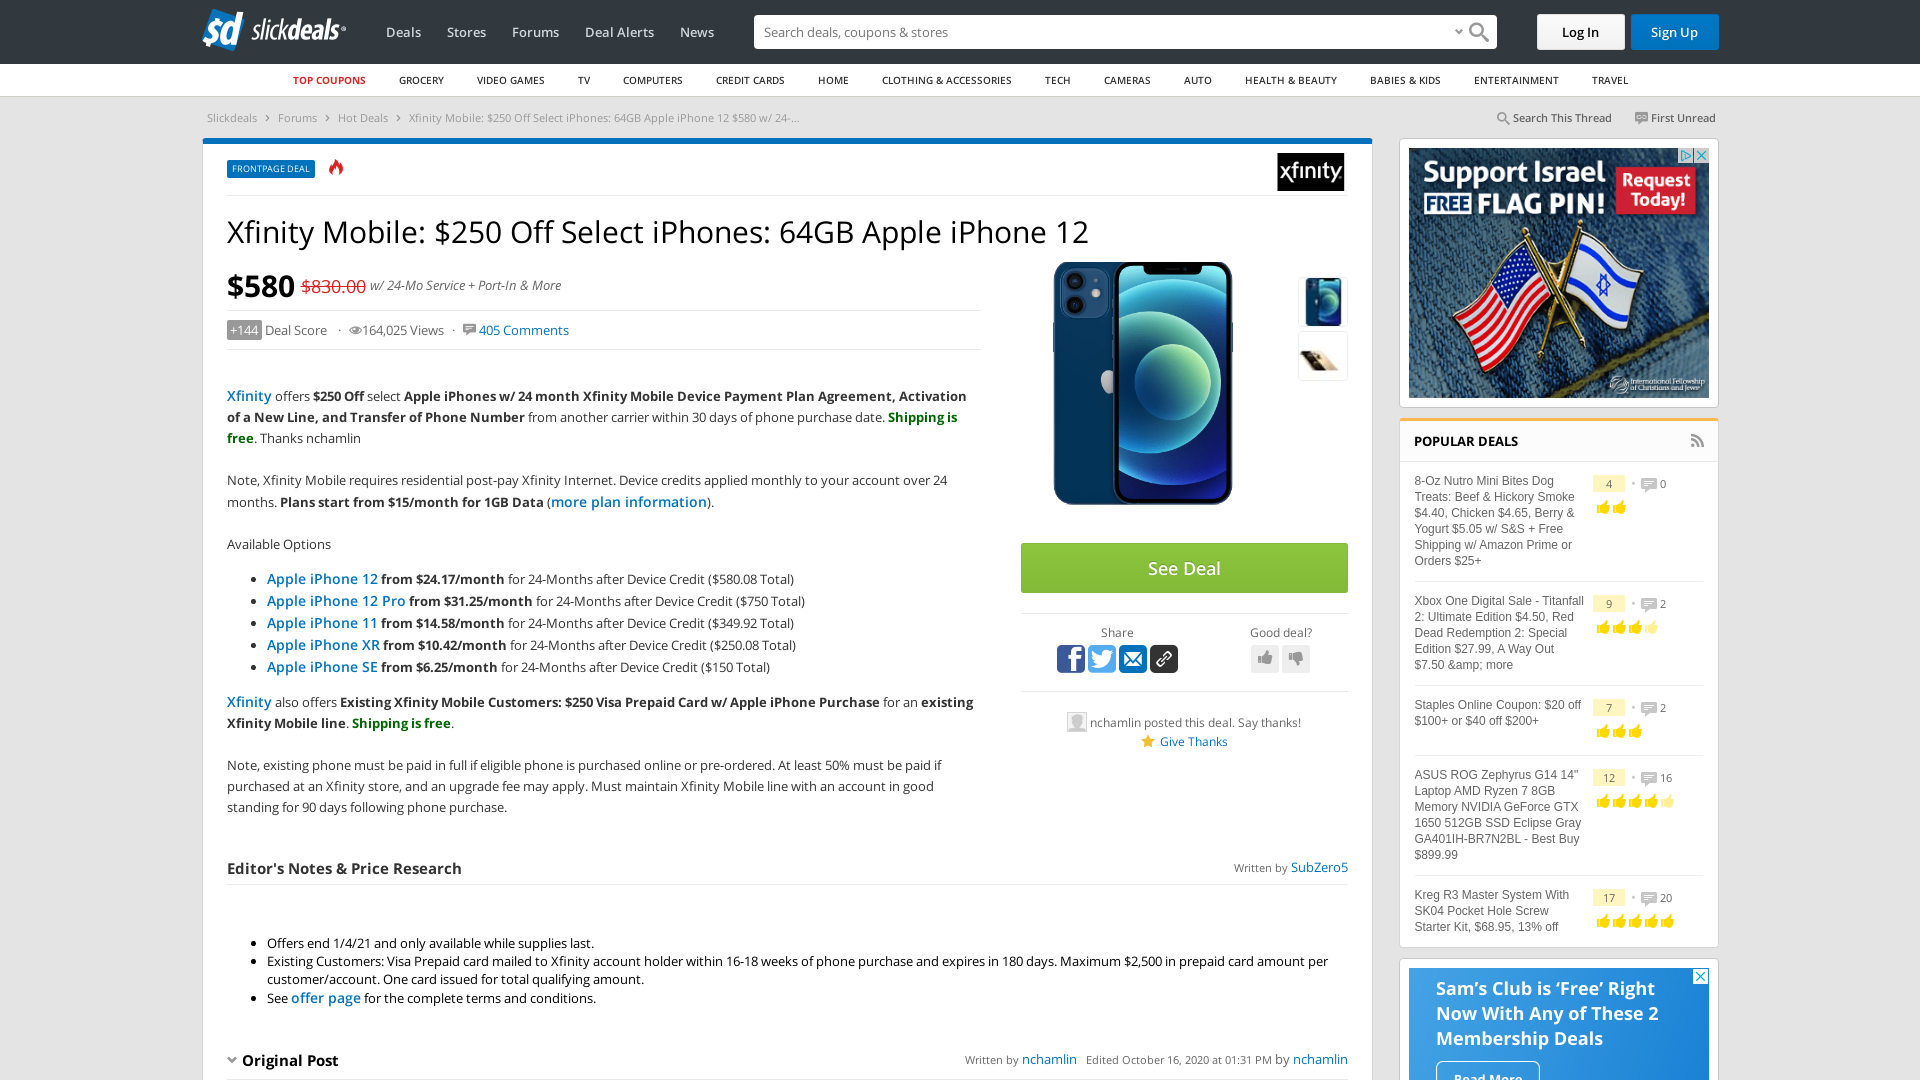 sd slickdeals
Deals Stores Forums Deal Alerts News
Search deals, coupons & stores
Log In
Sign Up
TOP COUPONS GROCERY VIDEO GAMES TV COMPUTERS CREDIT CARDS HOME CLOTHING & ACCESSORIES TECH CAMERAS AUTO HEALTH & BEAUTY BABIES & KIDS ENTERTAINMENT TRAVEL
Slickdeals > Forums > Hot Deals > Xfinity Mobile: $250 Off Select iPhones: 64GB Apple iPhone 12 $580 w/ 24-...
Search This Thread First Unread
FRONTPAGE DEAL
xfinity
Xfinity Mobile: $250 Off Select iPhones: 64GB Apple iPhone 12
$580 $830.00 w/ 24-Mo Service + Port-In & More
+144 Deal Score · 164,025 Views · 405 Comments
Xfinity offers $250 Off select Apple iPhones w/ 24 month Xfinity Mobile Device Payment Plan Agreement, Activation
of a New Line, and Transfer of Phone Number from another carrier within 30 days of phone purchase date. Shipping is
free. Thanks nchamlin
Note, Xfinity Mobile requires residential post-pay Xfinity Internet. Device credits applied monthly to your account over 24
months. Plans start from $15/month for 1GB Data (more plan information).
Available Options
• Apple iPhone 12 from $24.17/month for 24-Months after Device Credit ($580.08 Total)
• Apple iPhone 12 Pro from $31.25/month for 24-Months after Device Credit ($750 Total)
• Apple iPhone 11 from $14.58/month for 24-Months after Device Credit ($349.92 Total)
• Apple iPhone XR from $10.42/month for 24-Months after Device Credit ($250.08 Total)
• Apple iPhone SE from $6.25/month for 24-Months after Device Credit ($150 Total)
Xfinity also offers Existing Xfinity Mobile Customers: $250 Visa Prepaid Card w/ Apple iPhone Purchase for an existing
Xfinity Mobile line. Shipping is free.
Note, existing phone must be paid in full if eligible phone is purchased online or pre-ordered. At least 50% must be paid if
purchased at an Xfinity store, and an upgrade fee may apply. Must maintain Xfinity Mobile line with an account in good
standing for 90 days following phone purchase.
See Deal
Share
Good deal?
nchamlin posted this deal. Say thanks!
Give Thanks
Editor's Notes & Price Research
Written by SubZero5
• Offers end 1/4/21 and only available while supplies last.
• Existing Customers: Visa Prepaid card mailed to Xfinity account holder within 16-18 weeks of phone purchase and expires in 180 days. Maximum $2,500 in prepaid card amount per
customer/account. One card issued for total qualifying amount.
• See offer page for the complete terms and conditions.
Original Post
Written by nchamlin Edited October 16, 2020 at 01:31 PM by nchamlin
Support Israel
FREE FLAG PIN!
Request
Today!
International Fellowship
of Christians and Jews
POPULAR DEALS
8-Oz Nutro Mini Bites Dog
Treats: Beef & Hickory Smoke
$4.40, Chicken $4.65, Berry &
Yogurt $5.05 w/ S&S + Free
Shipping w/ Amazon Prime or
Orders $25+
4 • 0
Xbox One Digital Sale - Titanfall
2: Ultimate Edition $4.50, Red
Dead Redemption 2: Special
Edition $27.99, A Way Out
$7.50 &amp; more
9 • 2
Staples Online Coupon: $20 off
$100+ or $40 off $200+
7 • 2
ASUS ROG Zephyrus G14 14"
Laptop AMD Ryzen 7 8GB
Memory NVIDIA GeForce GTX
1650 512GB SSD Eclipse Gray
GA401IH-BR7N2BL - Best Buy
$899.99
12 • 16
Kreg R3 Master System With
SK04 Pocket Hole Screw
Starter Kit, $68.95, 13% off
17 • 20
Sam's Club is 'Free' Right
Now With Any of These 2
Membership Deals
Read More